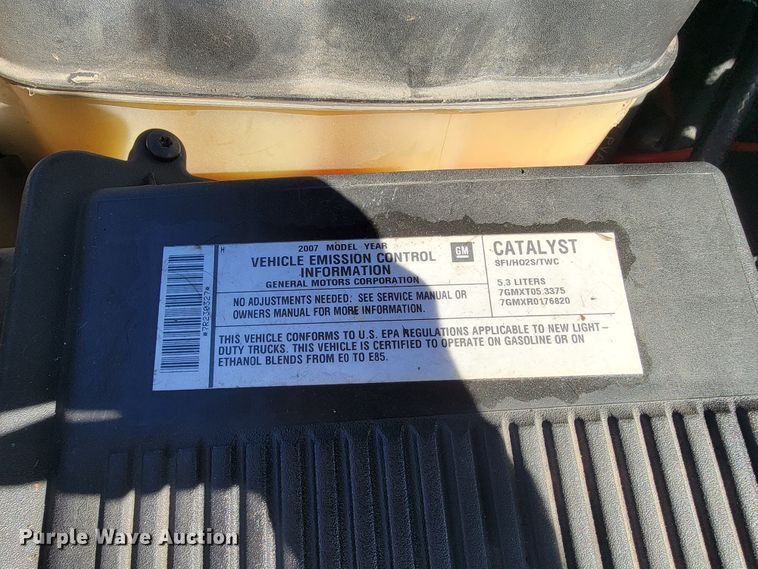 H
2007 MODEL YEAR
VEHICLE EMISSION CONTROL
INFORMATION
GENERAL MOTORS CORPORATION
GM
CATALYST
SFI/HO2S/TWC
5.3 LITERS
7GMXT05.3375
7GMXR0176820
NO ADJUSTMENTS NEEDED. SEE SERVICE MANUAL OR
OWNERS MANUAL FOR MORE INFORMATION.
THIS VEHICLE CONFORMS TO U.S. EPA REGULATIONS APPLICABLE TO NEW LIGHT-
DUTY TRUCKS. THIS VEHICLE IS CERTIFIED TO OPERATE ON GASOLINE OR ON
ETHANOL BLENDS FROM E0 TO E85.
*7R230327*
Purple Wave Auction